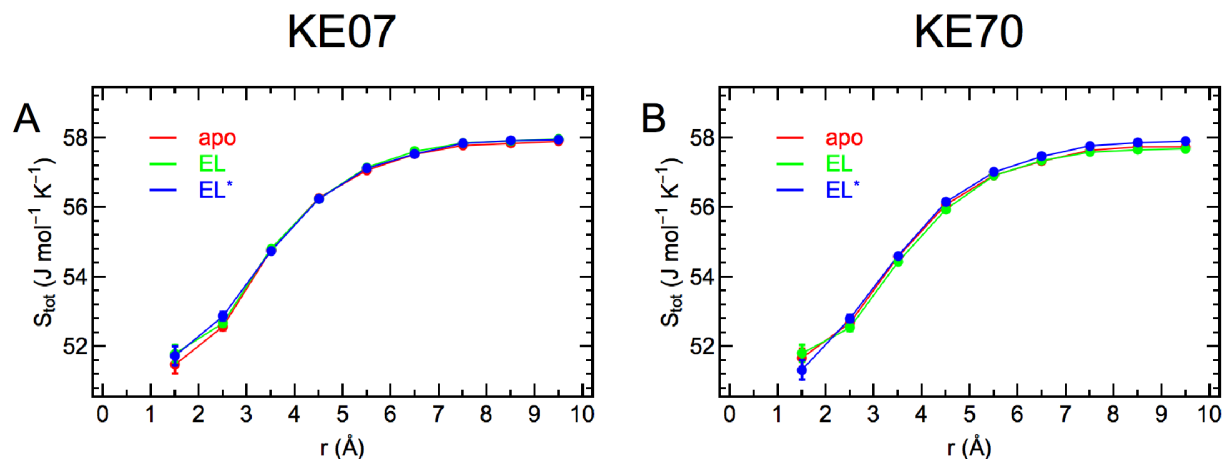 KE07
KE70
A
apo
EL
EL*
S_tot (J mol⁻¹ K⁻¹)
58
56
54
52
0 1 2 3 4 5 6 7 8 9 10
r (Å)
B
apo
EL
EL*
S_tot (J mol⁻¹ K⁻¹)
58
56
54
52
0 1 2 3 4 5 6 7 8 9 10
r (Å)